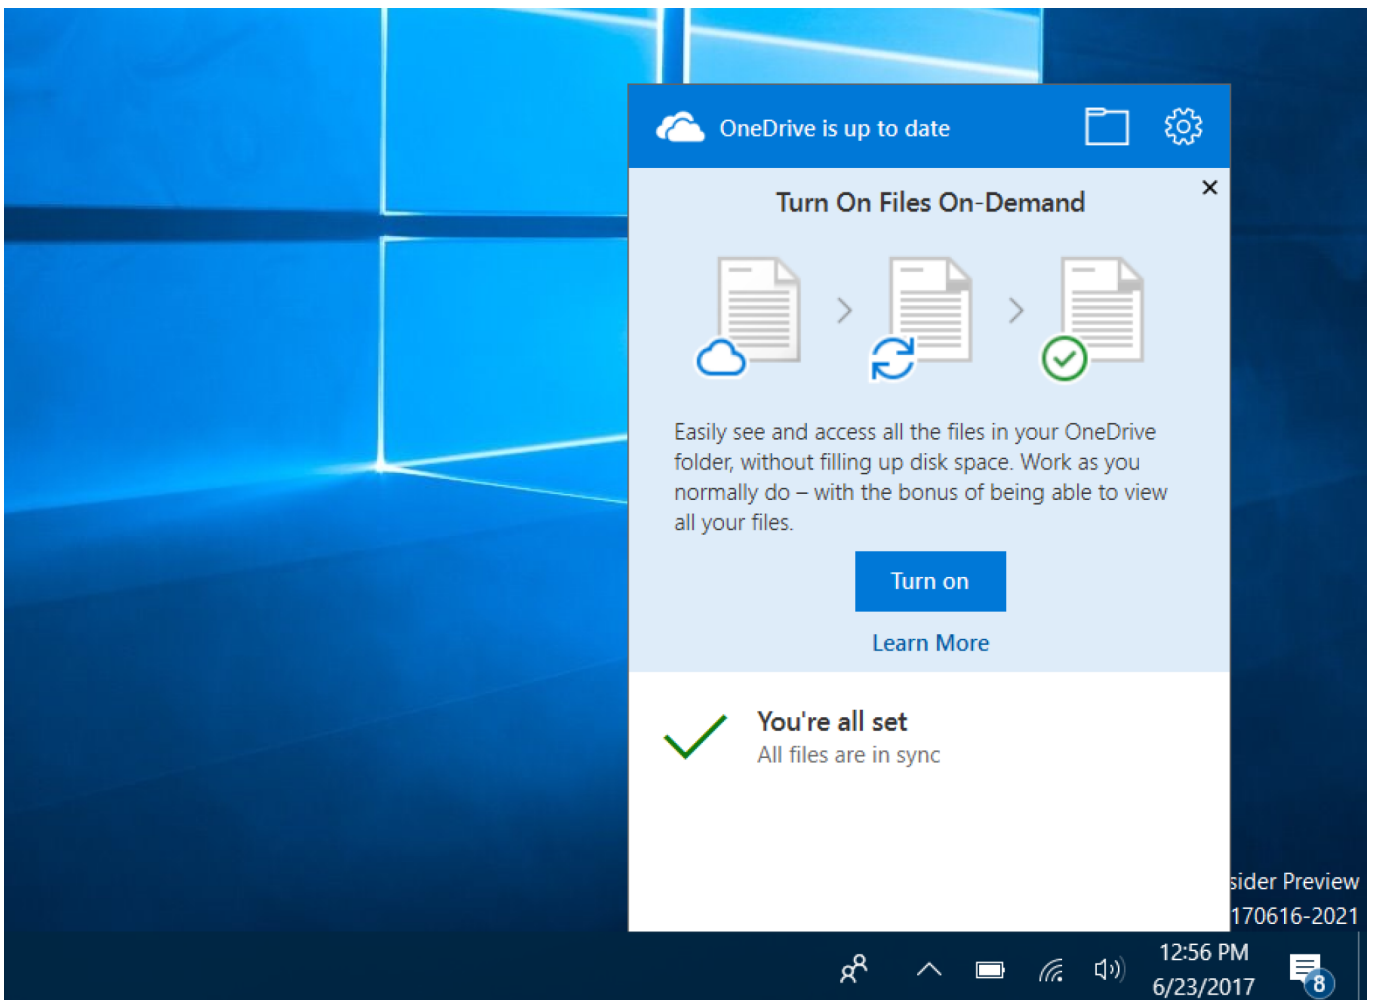 OneDrive is up to date
Turn On Files On-Demand
Easily see and access all the files in your OneDrive
folder, without filling up disk space. Work as you
normally do – with the bonus of being able to view
all your files.
Turn on
Learn More
You're all set
All files are in sync
sider Preview
170616-2021
12:56 PM
6/23/2017
8